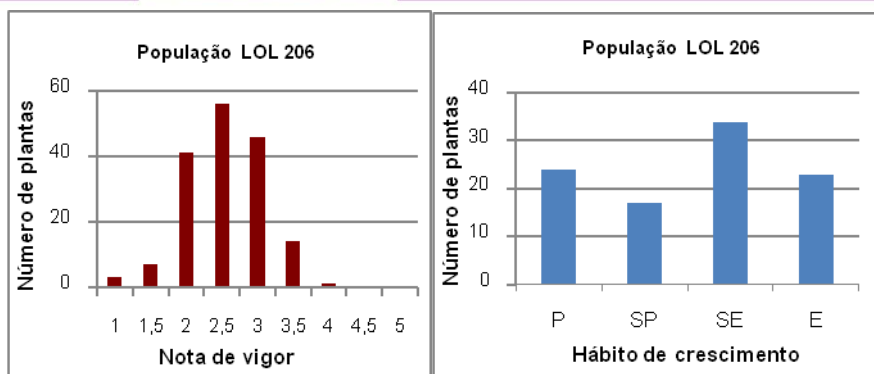 População LOL 206
Número de plantas
60
40
20
0
1 1,5 2 2,5 3 3,5 4 4,5 5
Nota de vigor
População LOL 206
Número de plantas
40
30
20
10
0
P SP SE E
Hábito de crescimento